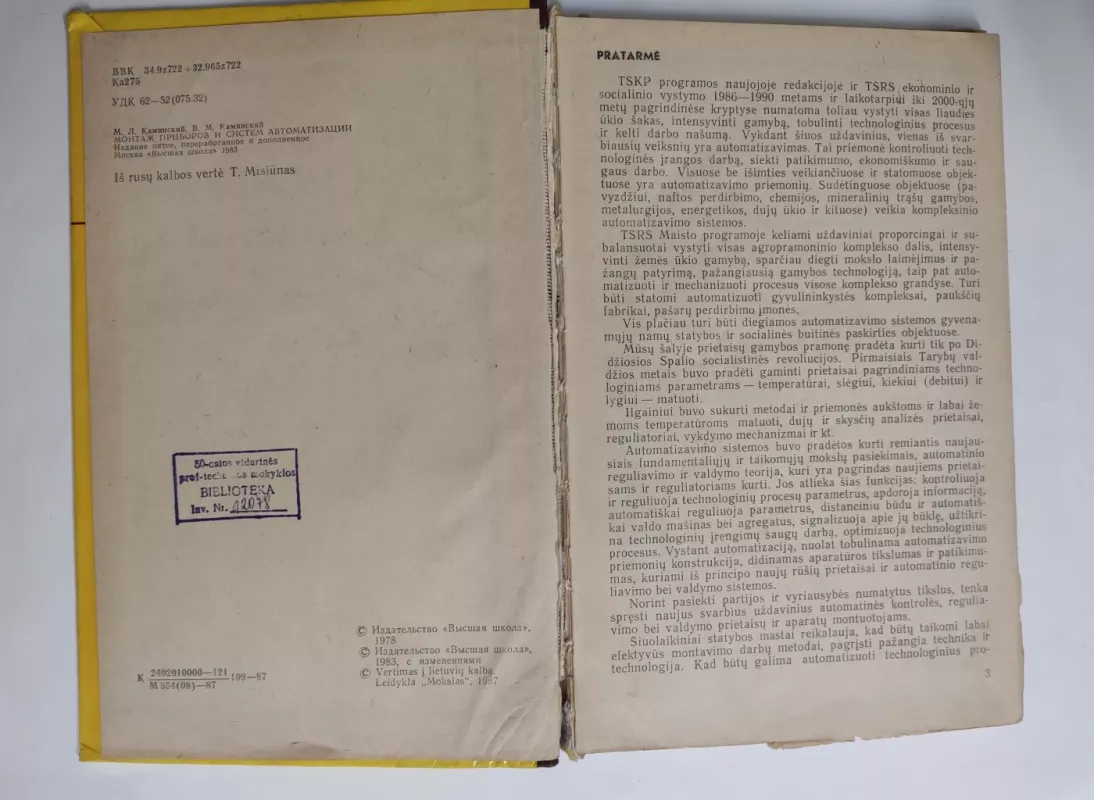 ББК 34.9z722+32.965z722
Ка275
УДК 62—52(075.32)
М. Л. Каминский, В. М. Каминский
МОНТАЖ ПРИБОРОВ И СИСТЕМ АВТОМАТИЗАЦИИ
Издание пятое, переработанное и дополненное
Москва «Высшая школа» 1983
Iš rusų kalbos vertė T. Misiūnas
50-osios vidurinės
prof-tech mokyklos
BIBLIOTEKA
Inv. Nr. 12078
© Издательство «Высшая школа»,
1978
© Издательство «Высшая школа»,
1983, с изменениями
© Vertimas į lietuvių kalbą
Leidykla „Mokslas“, 1987
K 2402010000—121 109—87
M 854(08)—87
PRATARMĖ
TSKP programos naujojoje redakcijoje ir TSRS ekonominio ir
socialinio vystymo 1986—1990 metams ir laikotarpiui iki 2000-ųjų
metų pagrindinėse kryptyse numatoma toliau vystyti visas liaudies
ūkio šakas, intensyvinti gamybą, tobulinti technologinius procesus
ir kelti darbo našumą. Vykdant šiuos uždavinius, vienas iš svar-
biausių veiksnių yra automatizavimas. Tai priemonė kontroliuoti tech-
nologinės įrangos darbą, siekti patikimumo, ekonomiškumo ir sau-
gaus darbo. Visuose be išimties veikiančiuose ir statomuose objek-
tuose yra automatizavimo priemonių. Sudėtinguose objektuose (pa-
vyzdžiui, naftos perdirbimo, chemijos, mineralinių trąšų gamybos,
metalurgijos, energetikos, dujų ūkio ir kituose) veikia kompleksinio
automatizavimo sistemos.
TSRS Maisto programoje keliami uždaviniai proporcingai ir su-
balansuotai vystyti visas agropramoninio komplekso dalis, intensy-
vinti žemės ūkio gamybą, sparčiau diegti mokslo laimėjimus ir pa-
žangų patyrimą, pažangiausią gamybos technologiją, taip pat auto-
matizuoti ir mechanizuoti procesus visose komplekso grandyse. Turi
būti statomi automatizuoti gyvulininkystės kompleksai, paukščių
fabrikai, pašarų perdirbimo įmonės.
Vis plačiau turi būti diegiamos automatizavimo sistemos gyvena-
mųjų namų statybos ir socialinės buitinės paskirties objektuose.
Mūsų šalyje prietaisų gamybos pramonę pradėta kurti tik po Di-
džiosios Spalio socialistinės revoliucijos. Pirmaisiais Tarybų val-
džios metais buvo pradėti gaminti prietaisai pagrindiniams techno-
loginiams parametrams — temperatūrai, slėgiui, kiekiui (debitui) ir
lygiui — matuoti.
Ilgainiui buvo sukurti metodai ir priemonės aukštoms ir labai že-
moms temperatūroms matuoti, dujų ir skysčių analizės prietaisai,
reguliatoriai, vykdymo mechanizmai ir kt.
Automatizavimo sistemos buvo pradėtos kurti remiantis naujau-
siais fundamentaliųjų ir taikomųjų mokslų pasiekimais, automatinio
reguliavimo ir valdymo teorija, kuri yra pagrindas naujiems prietai-
sams ir reguliatoriams kurti. Jos atlieka šias funkcijas: kontroliuoja
ir reguliuoja technologinių procesų parametrus, apdoroja informaciją,
automatiškai reguliuoja parametrus, distanciniu būdu ir automatiš-
kai valdo mašinas bei agregatus, signalizuoja apie jų būklę, užtikri-
na technologinių įrengimų saugų darbą, optimizuoja technologinius
procesus. Vystant automatizaciją, nuolat tobulinama automatizavimo
priemonių konstrukcija, didinamas aparatūros tikslumas ir patikimu-
mas, kuriami iš principo naujų rūšių prietaisai ir automatinio regu-
liavimo bei valdymo sistemos.
Norint pasiekti partijos ir vyriausybės numatytus tikslus, tenka
spręsti naujus svarbius uždavinius automatinės kontrolės, regulia-
vimo bei valdymo prietaisų ir aparatų montuotojams.
Šiuolaikiniai statybos mastai reikalauja, kad būtų taikomi labai
efektyvūs montavimo darbų metodai, pagrįsti pažangia technika ir
technologija. Kad būtų galima automatizuoti technologinius pro-
3